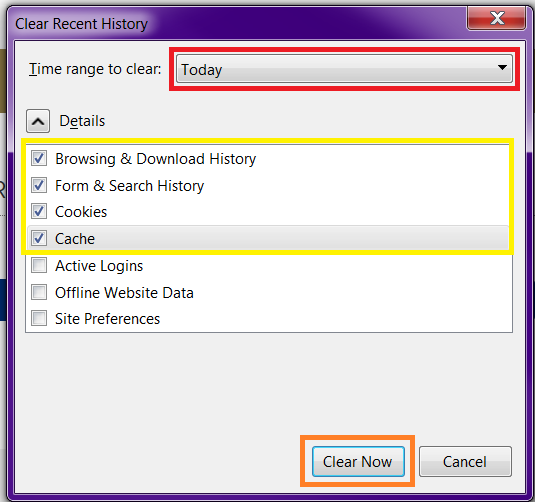 Clear Recent History
Time range to clear: Today
Details
Browsing & Download History
Form & Search History
Cookies
Cache
Active Logins
Offline Website Data
Site Preferences
Clear Now Cancel